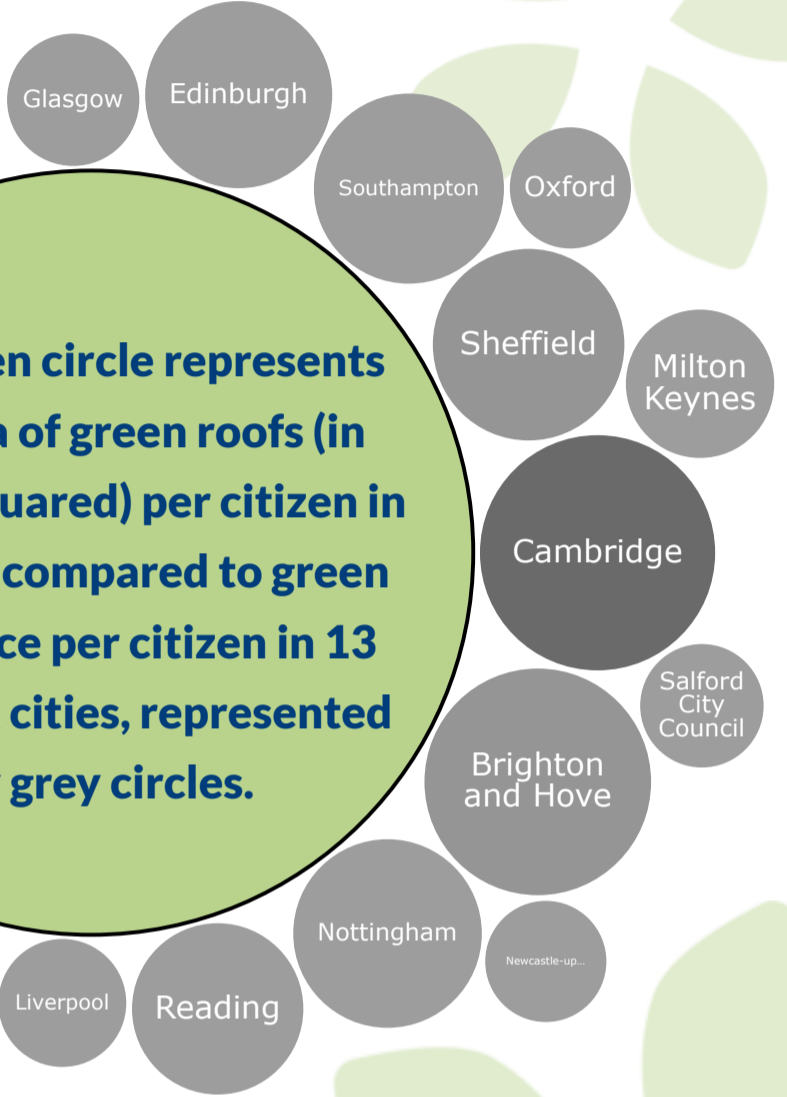 Glasgow
Edinburgh
Southampton
Oxford
Sheffield
Milton
Keynes
en circle represents
of green roofs (in
uared) per citizen in
compared to green
ce per citizen in 13
cities, represented
grey circles.
Cambridge
Salford
City
Council
Brighton
and Hove
Nottingham
Newcastle-up...
Liverpool
Reading